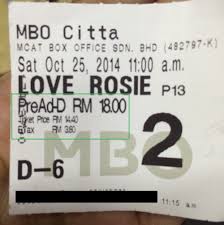 MBO Citta
MCAT BOX OFFICE SDN. BHD (482797-K)
Sat Oct 25, 2014 11:00 a.m.
LOVE ROSIE P13
PreAd-D RM 18.00
Ticket Price RM 14.40
E Tax RM 3.60
MBO
2
D-6
11:15 am